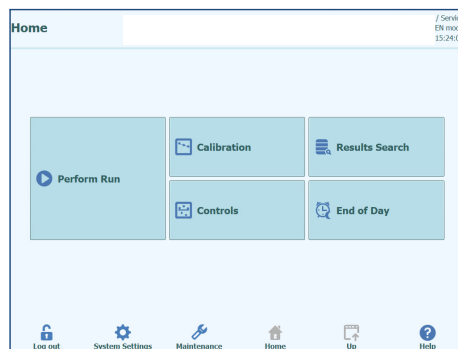 Home
/ Servi
EN mod
15:24:0
Perform Run
Calibration
Results Search
Controls
End of Day
Log out
System Settings
Maintenance
Home
Up
Help